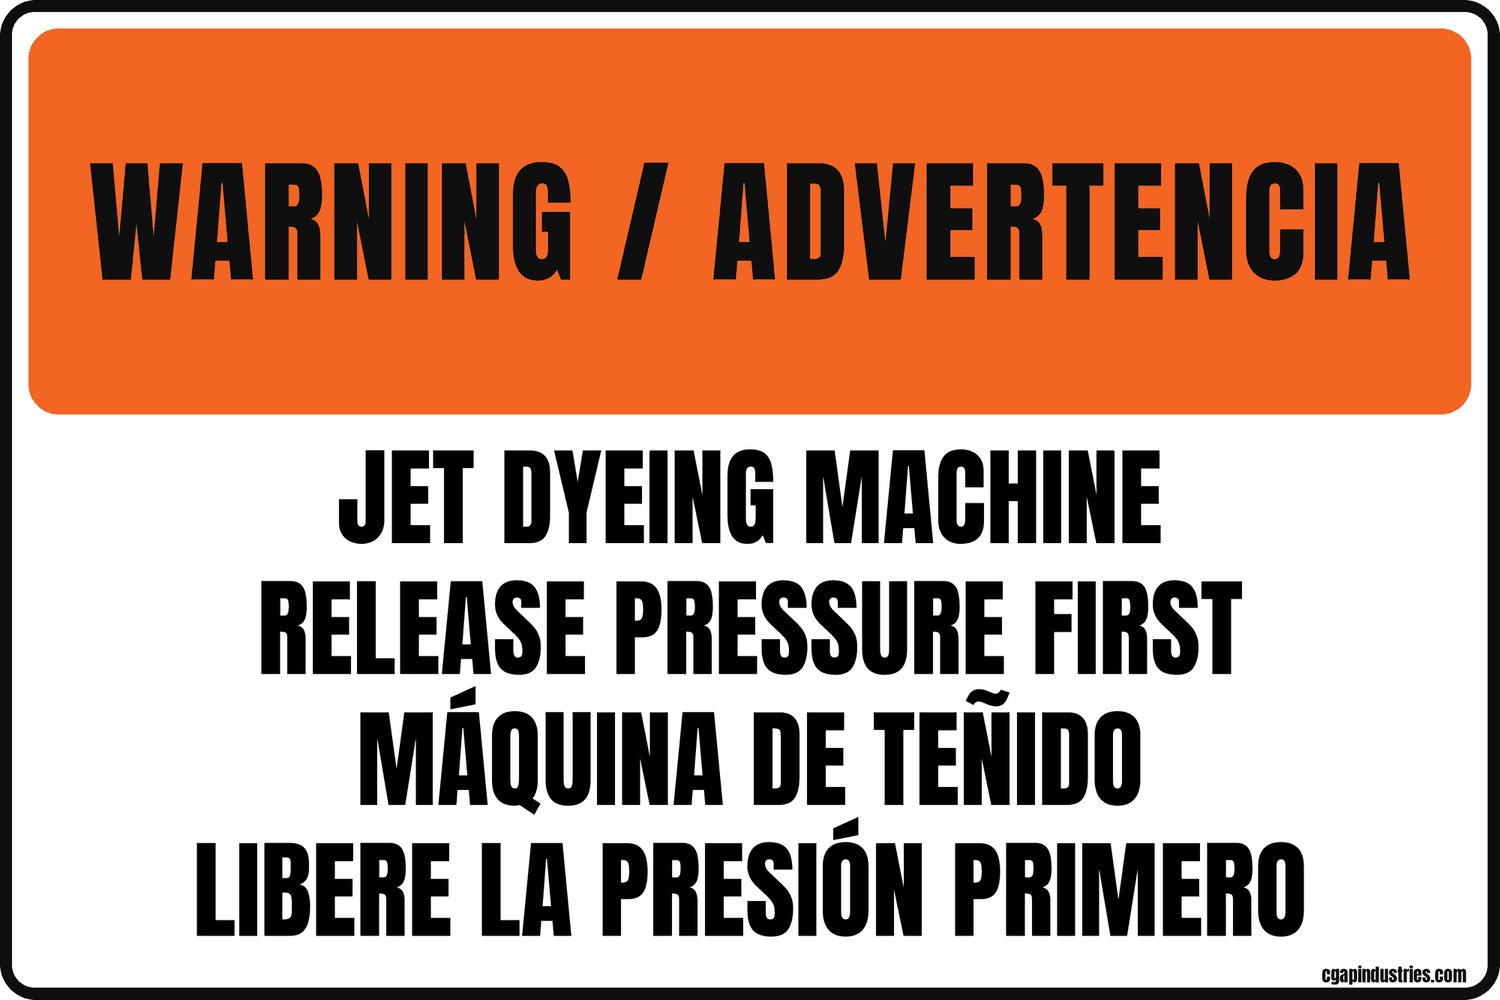 WARNING / ADVERTENCIA
JET DYEING MACHINE
RELEASE PRESSURE FIRST
MÁQUINA DE TEÑIDO
LIBERE LA PRESIÓN PRIMERO
cgapindustries.com